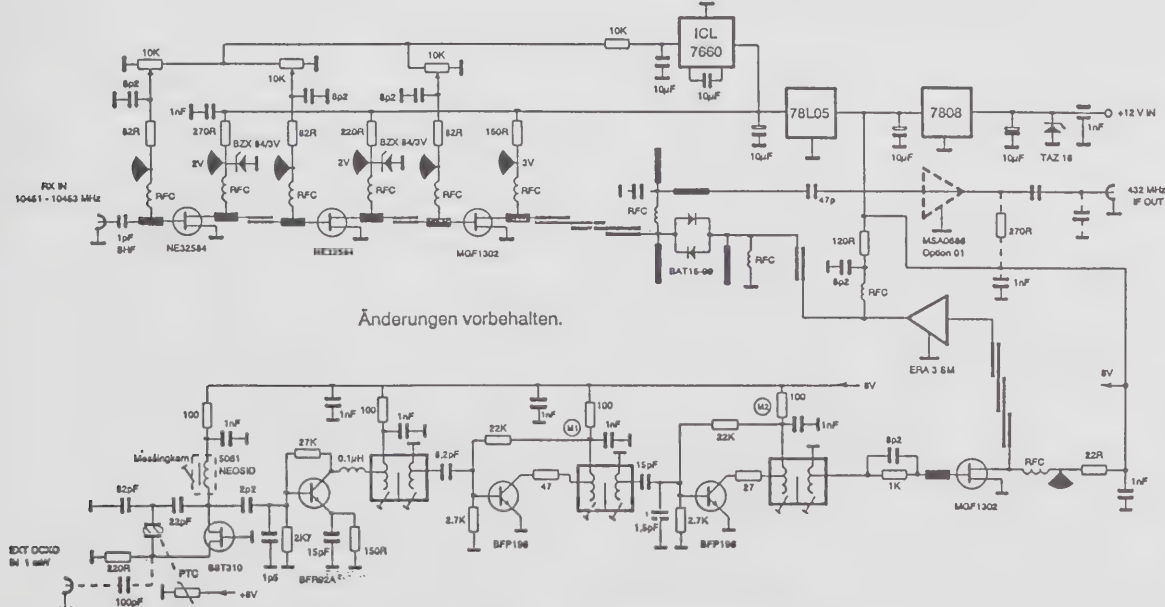 10K
ICL
7660
10K
10K
10K
8p2
8p2
8p2
10µF
10µF
1nF
78L05
7808
+12 V IN
82R
270R
BZX 84/3V
82R
220R
BZX 84/3V
82R
150R
10µF
10µF
10µF
TAZ 16
1nF
2V
2V
3V
RFC
RFC
RFC
RFC
RFC
RFC
RX IN
10451 - 10453 MHz
1pF
SHF
NE32584
NE32584
MGF1302
RFC
47p
432 MHz
IF OUT
BAT15-99
RFC
120R
MSA0686
Option 01
270R
8p2
RFC
1nF
Änderungen vorbehalten.
ERA 3 SM
8V
8V
100
1nF
100
1nF
1nF
M1
100
1nF
M2
100
1nF
Messingkern
5061
NEOSID
27K
0,1µH
8,2pF
22K
15pF
22K
8p2
RFC
22R
82pF
22pF
2p2
47
27
1K
MGF1302
1nF
2.7K
1,5pF
2.7K
BFP196
BFP196
EXT OCXO
IN 1 mW
220R
BST310
2K7
15pF
150R
1p5
BFR92A
PTC
100pF
+8V